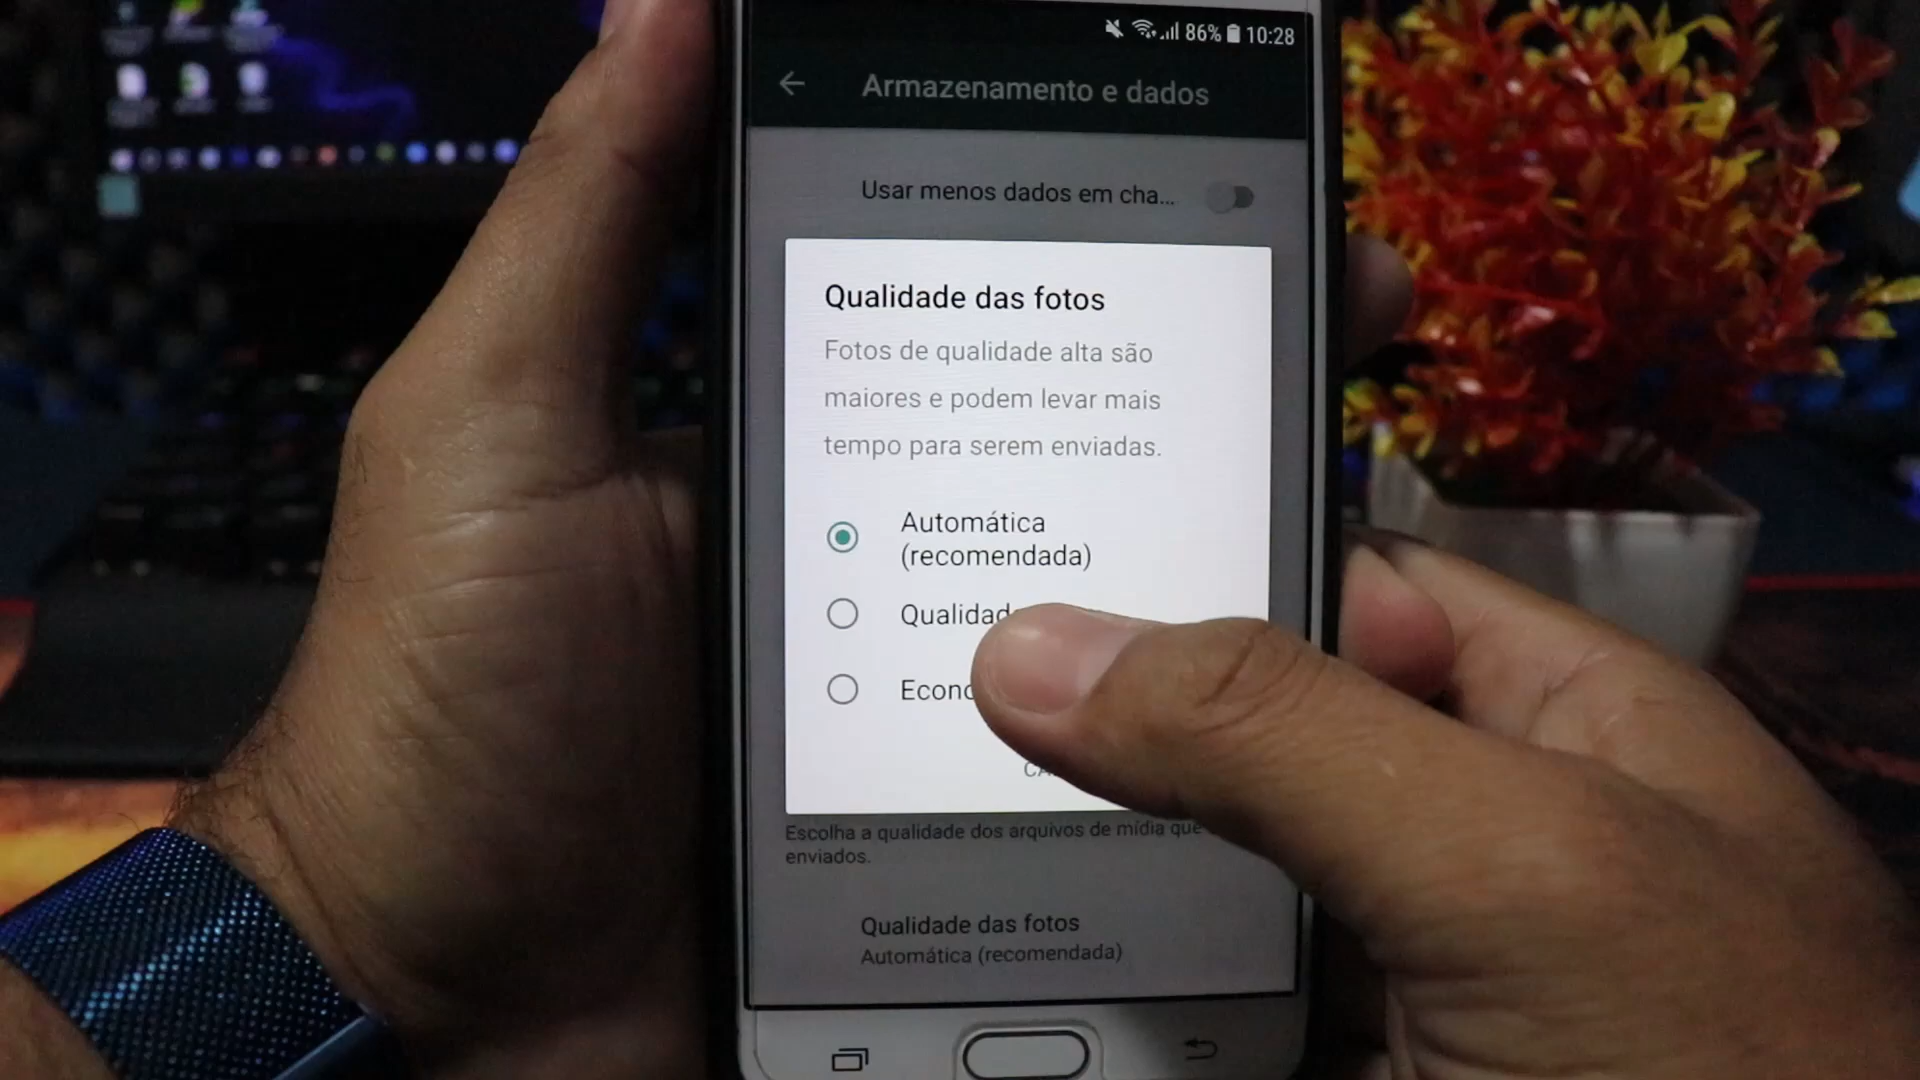 86% 10:28
Armazenamento e dados
Usar menos dados em cha...
Qualidade das fotos
Fotos de qualidade alta são
maiores e podem levar mais
tempo para serem enviadas.
Automática
(recomendada)
Escolha a qualidade dos arquivos de mídia que
enviados.
Qualidade das fotos
Automática (recomendada)